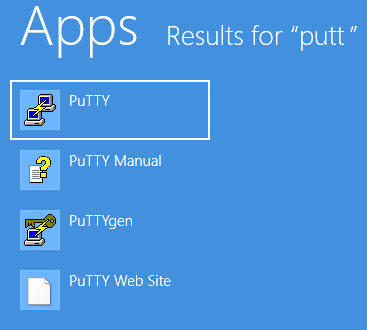 Apps Results for “putt”
PuTTY
PuTTY Manual
PuTTYgen
PuTTY Web Site